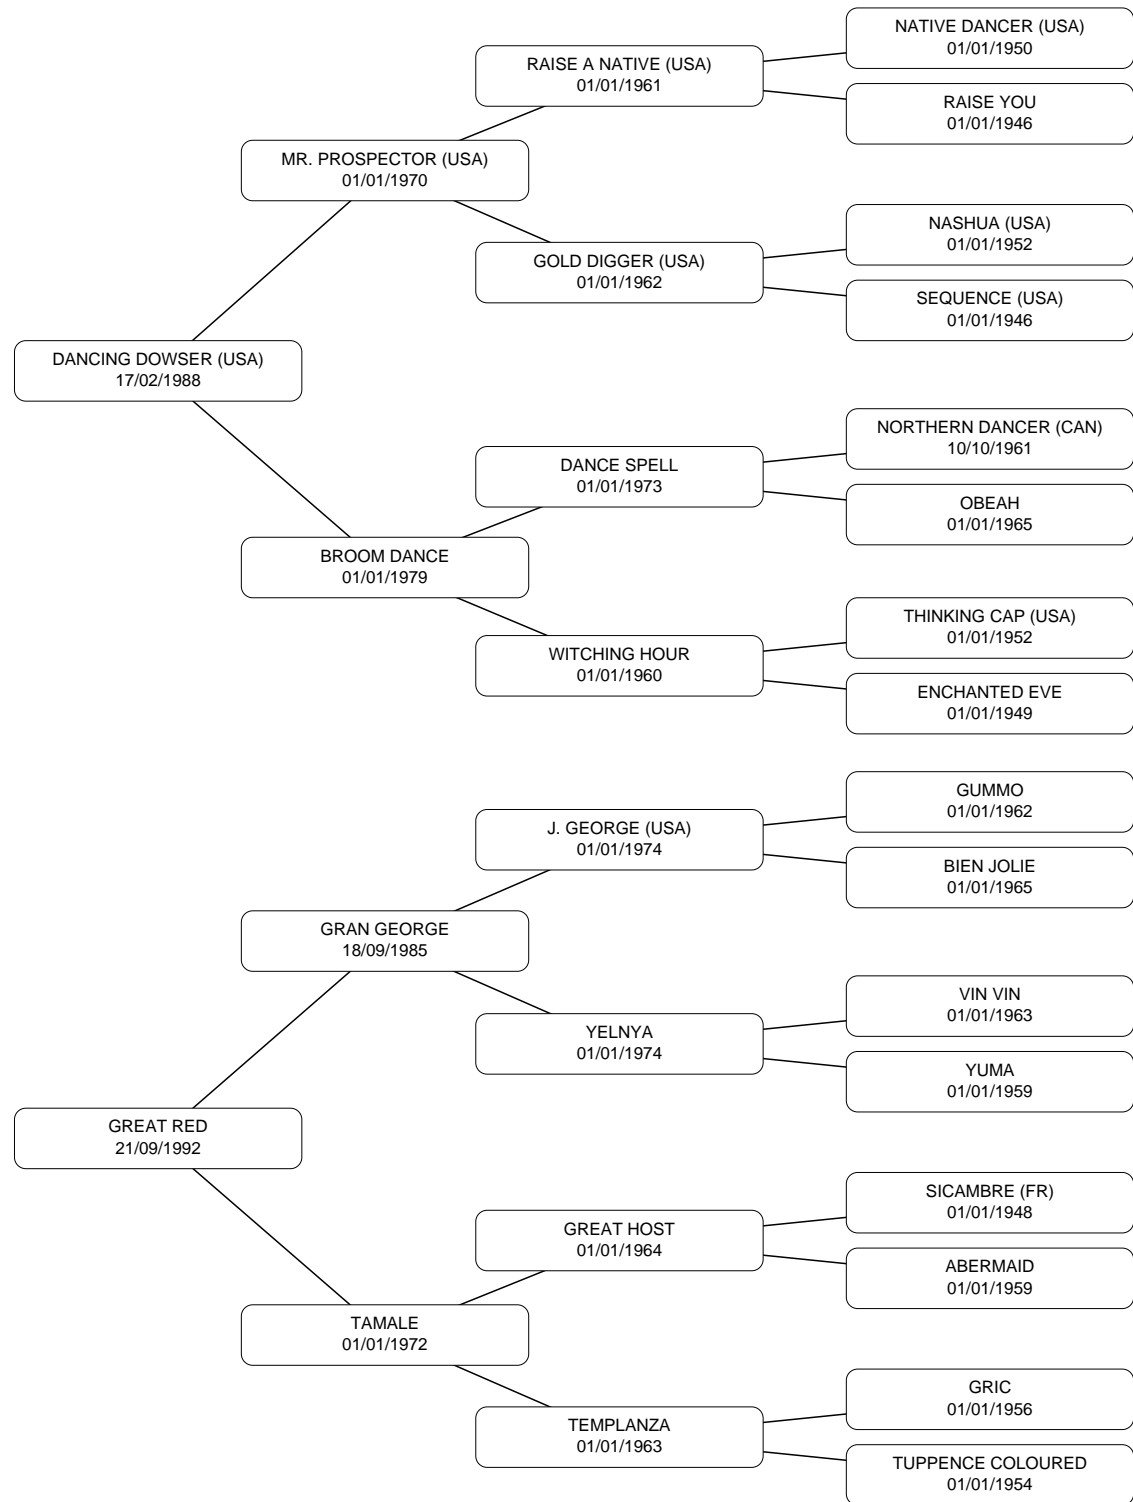 NATIVE DANCER (USA)
01/01/1950
RAISE A NATIVE (USA)
01/01/1961
RAISE YOU
01/01/1946
MR. PROSPECTOR (USA)
01/01/1970
NASHUA (USA)
01/01/1952
GOLD DIGGER (USA)
01/01/1962
SEQUENCE (USA)
01/01/1946
DANCING DOWSER (USA)
17/02/1988
NORTHERN DANCER (CAN)
10/10/1961
DANCE SPELL
01/01/1973
OBEAH
01/01/1965
BROOM DANCE
01/01/1979
THINKING CAP (USA)
01/01/1952
WITCHING HOUR
01/01/1960
ENCHANTED EVE
01/01/1949
GUMMO
01/01/1962
J. GEORGE (USA)
01/01/1974
BIEN JOLIE
01/01/1965
GRAN GEORGE
18/09/1985
VIN VIN
01/01/1963
YELNYA
01/01/1974
YUMA
01/01/1959
GREAT RED
21/09/1992
SICAMBRE (FR)
01/01/1948
GREAT HOST
01/01/1964
ABERMAID
01/01/1959
TAMALE
01/01/1972
GRIC
01/01/1956
TEMPLANZA
01/01/1963
TUPPENCE COLOURED
01/01/1954